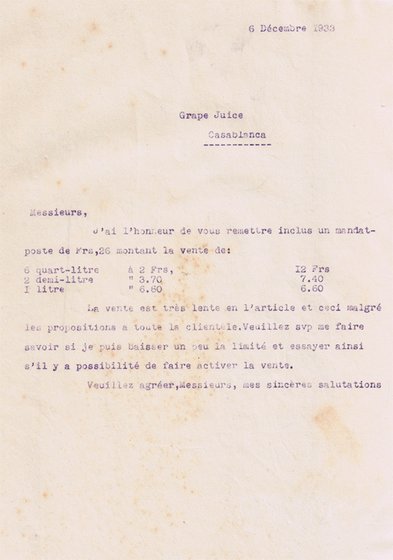 6 Décembre 1933
Grape Juice
Casablanca
Messieurs,
J'ai l'honneur de vous remettre inclus un mandat-
poste de Frs,26 montant la vente de:
6 quart-litre à 2 Frs, I2 Frs
2 demi-litre " 3.70 7.40
I litre " 6.60 6.60
La vente est très lente en l'article et ceci malgré
les propositions a toute la clientele.Veuillez svp me faire
savoir si je puis baisser un peu la limité et essayer ainsi
s'il y a possibilité de faire activer la vente.
Veuillez agréer,Messieurs, mes sincères salutations